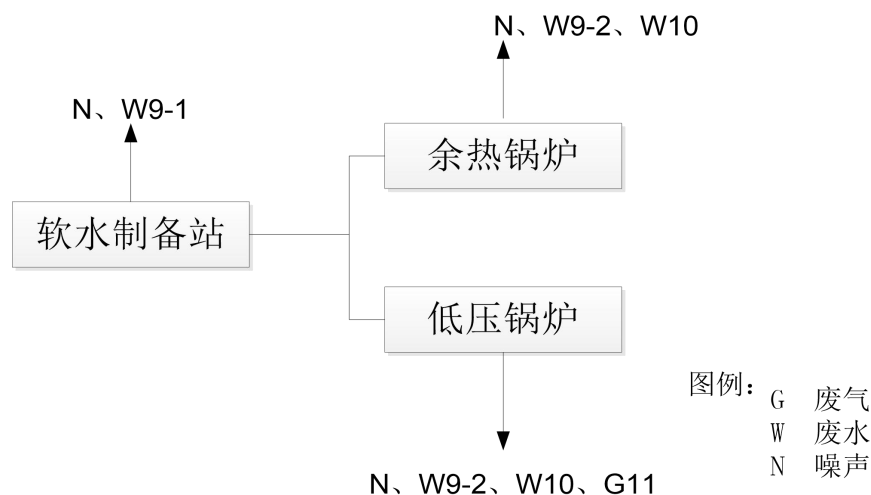 N、W9-2、W10
N、W9-1
余热锅炉
软水制备站
低压锅炉
图例：
G 废气
W 废水
N 噪声
N、W9-2、W10、G11